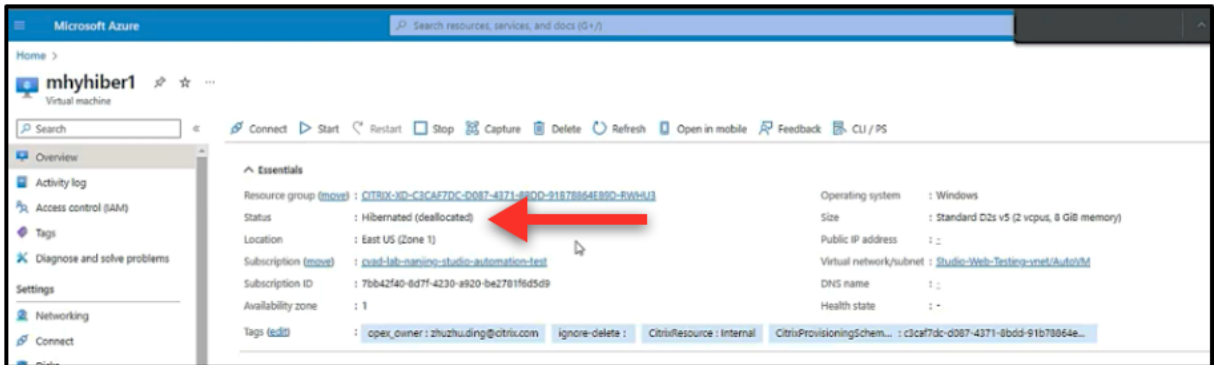 Microsoft Azure
Search resources, services, and docs (G+/)
Home >
mhyhiber1
Virtual machine
Search
Connect Start Restart Stop Capture Delete Refresh Open in mobile Feedback CLI / PS
Overview
Activity log
Access control (IAM)
Tags
Diagnose and solve problems
Settings
Networking
Connect
Disks
Essentials
Resource group (move) : CITRIX-XD-C3CAF7DC-D087-4371-8BDD-91B78864E89D-RWHU3
Status : Hibernated (deallocated)
Location : East US (Zone 1)
Subscription (move) : cvad-lab-nanjing-studio-automation-test
Subscription ID : 7bb42f40-8d7f-4230-a920-be2781f6d5d9
Availability zone : 1
Operating system : Windows
Size : Standard D2s v5 (2 vcpus, 8 GiB memory)
Public IP address : -
Virtual network/subnet : Studio-Web-Testing-vnet/AutoVM
DNS name : -
Health state : -
Tags (edit) : opex_owner : zhuzhu.ding@citrix.com ignore-delete : CitrixResource : Internal CitrixProvisioningSchem... : c3caf7dc-d087-4371-8bdd-91b78864e...